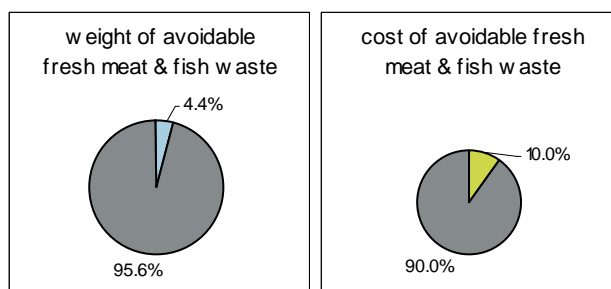 weight of avoidable
fresh meat & fish waste
4.4%
95.6%
cost of avoidable fresh
meat & fish waste
10.0%
90.0%